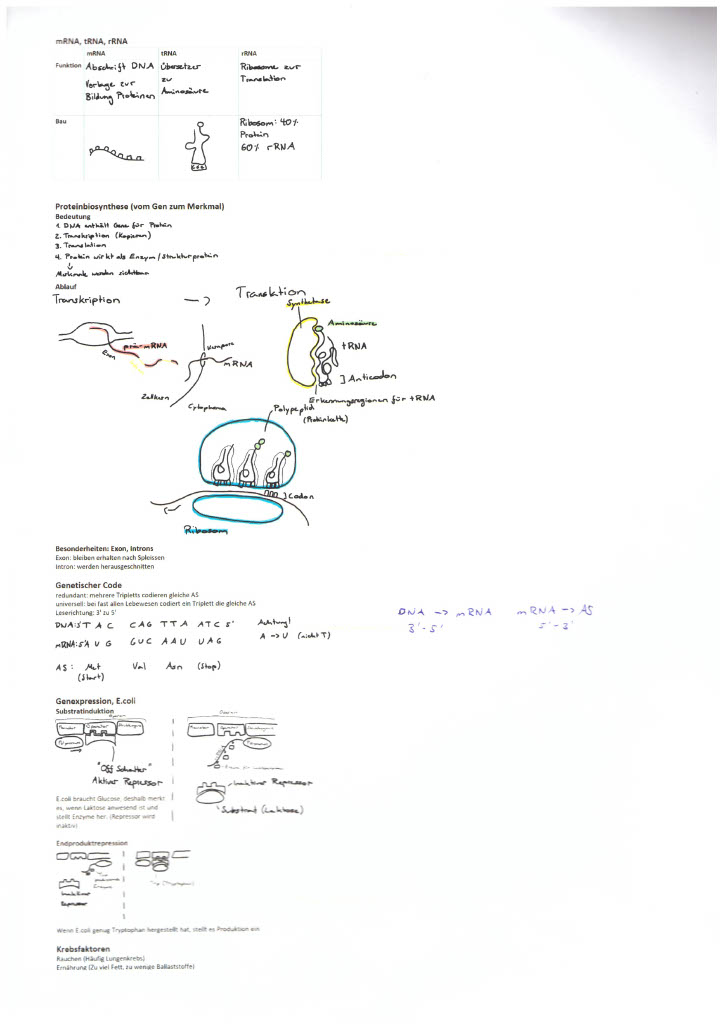 mRNA, tRNA, rRNA
mRNA tRNA rRNA
Funktion Abschrift DNA Übersetzer Ribosome zur
Vorlage zur zu Translation
Bildung Proteinen Aminosäure
Bau Ribosom: 40%
Protein
60% rRNA
Proteinbiosynthese (vom Gen zum Merkmal)
Bedeutung
1. DNA enthält Gene für Protein
2. Transkription (Kopieren)
3. Translation
4. Protein wirkt als Enzym/Strukturprotein
Merkmale werden sichtbar
Ablauf
Transkription → Translation
Synthetase
Aminosäure
prä-mRNA
Exon
Kernpore
mRNA
tRNA
Anticodon
Zellkern
Cytoplasma
Erkennungsregionen für tRNA
Polypeptid
(Proteinkette)
Codon
Ribosom
Besonderheiten: Exon, Introns
Exon: bleiben erhalten nach Spleissen
Intron: werden herausgeschnitten
Genetischer Code
redundant: mehrere Tripletts codieren gleiche AS
universell: bei fast allen Lebewesen codiert ein Triplett die gleiche AS
Leserichtung: 3' zu 5'
DNA → mRNA mRNA → AS
3'-5' 5'-3'
DNA: 3' T A C C A G T T A A T C 5' Achtung!
mRNA: 5' A U G G U C A A U U A G A → U (nicht T)
AS: Met Val Asn (Stop)
(Start)
Genexpression, E.coli
Substratinduktion
"Off Schalter"
Aktiver Repressor
Inaktiver Repressor
Substrat (Laktose)
E.coli braucht Glucose, deshalb merkt
es, wenn Laktose anwesend ist und
stellt Enzyme her. (Repressor wird
inaktiv)
Endproduktrepression
Inaktiver
Repressor
Wenn E.coli genug Tryptophan hergestellt hat, stellt es Produktion ein.
Krebsfaktoren
Rauchen (Häufig Lungenkrebs)
Ernährung (Zu viel Fett, zu wenige Ballaststoffe)